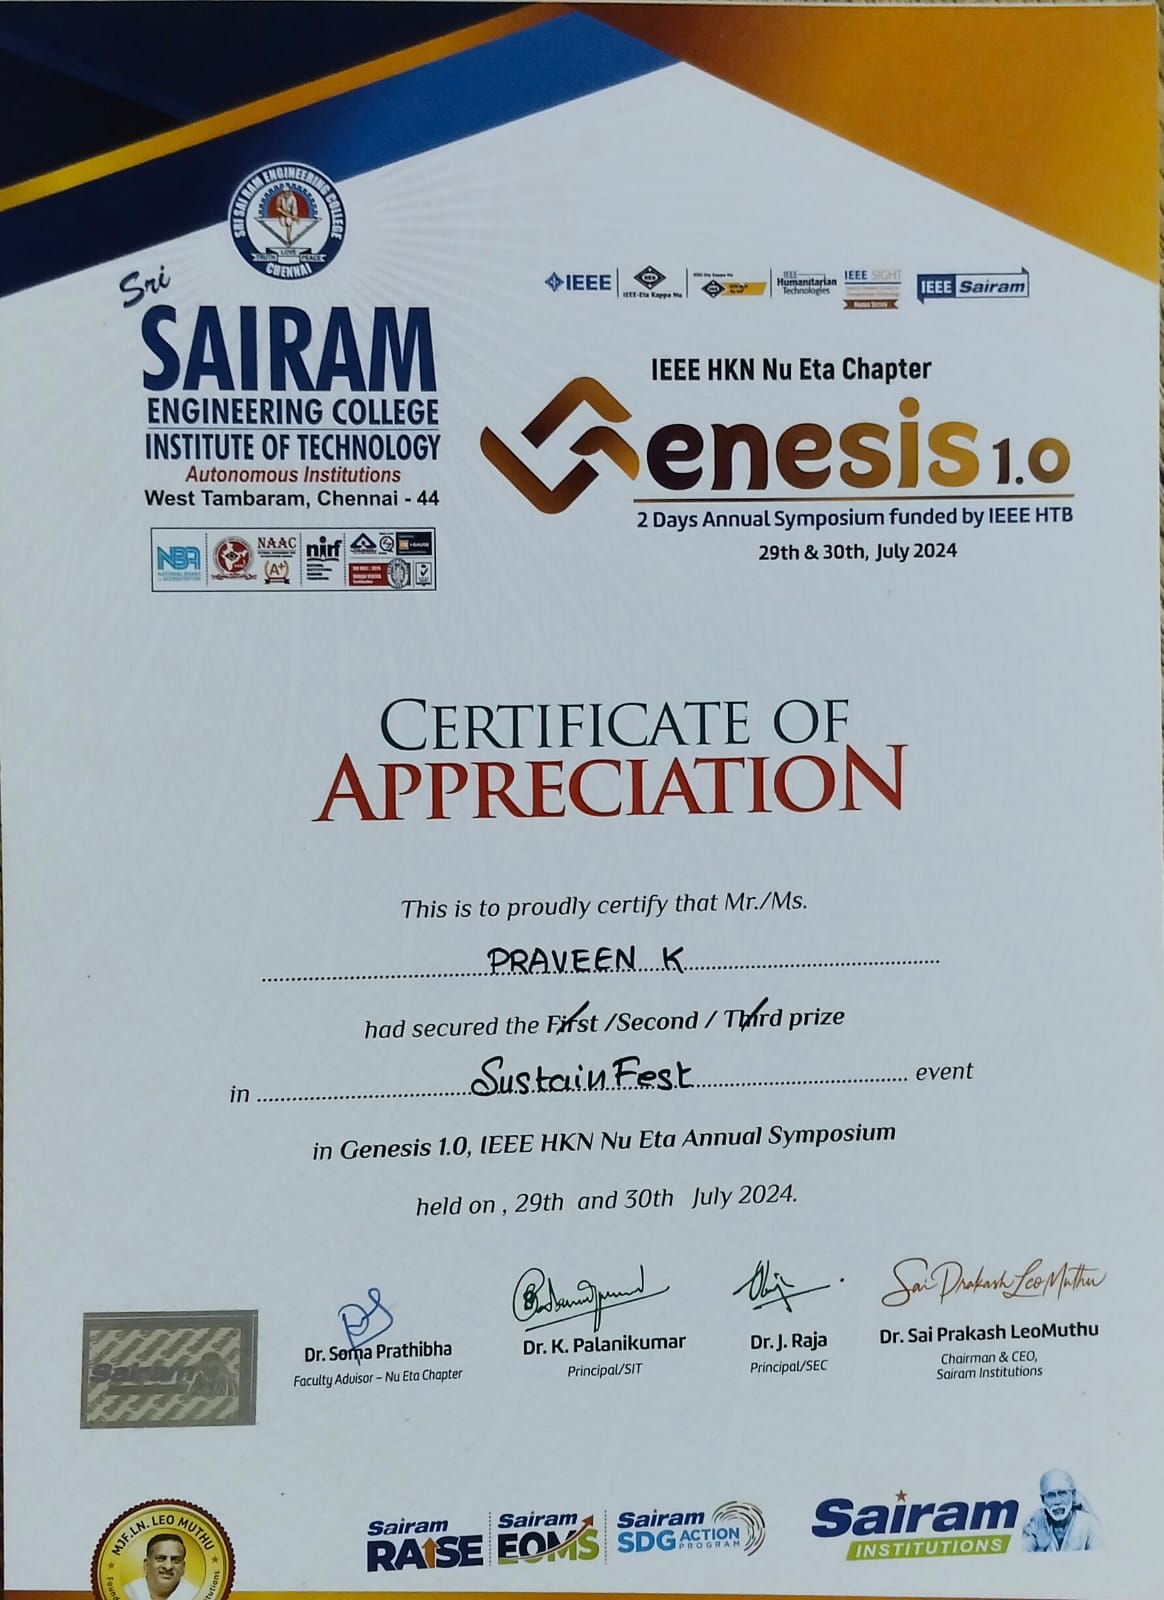 SRI SAI RAM ENGINEERING COLLEGE
TRUTH LOVE PEACE
CHENNAI
Sri
SAIRAM
ENGINEERING COLLEGE
INSTITUTE OF TECHNOLOGY
Autonomous Institutions
West Tambaram, Chennai - 44
NBA
NAAC
A+
nirf
IEEE
IEEE-Eta Kappa Nu
IEEE
Humanitarian
Technologies
IEEE SIGHT
IEEE Sairam
IEEE HKN Nu Eta Chapter
Genesis 1.0
2 Days Annual Symposium funded by IEEE HTB
29th & 30th, July 2024
CERTIFICATE OF
APPRECIATION
This is to proudly certify that Mr./Ms.
PRAVEEN K
had secured the First /Second / Third prize
in SustainFest event
in Genesis 1.0, IEEE HKN Nu Eta Annual Symposium
held on , 29th and 30th July 2024.
Sai Prakash LeoMuthu
Dr. Soma Prathibha
Faculty Advisor – Nu Eta Chapter
Dr. K. Palanikumar
Principal/SIT
Dr. J. Raja
Principal/SEC
Dr. Sai Prakash LeoMuthu
Chairman & CEO,
Sairam Institutions
Sairam
MJF.LN. LEO MUTHU
Sairam
RAISE
Sairam
EOMS
Sairam
SDG ACTION
PROGRAM
Sairam
INSTITUTIONS